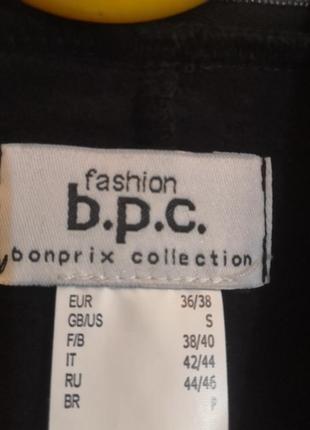 fashion
b.p.c.
bonprix collection
EUR 36/38
GB/US S
F/B 38/40
IT 42/44
RU 44/46
BR P